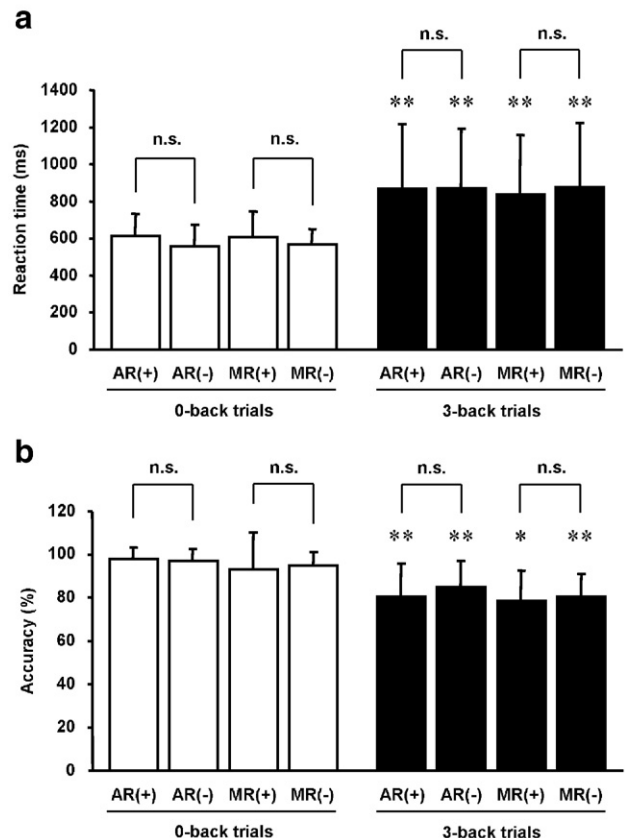 a
n.s. n.s.
1400
1200 ** ** ** **
1000 n.s. n.s.
800
600
400
200
0
Reaction time (ms)
AR(+) AR(-) MR(+) MR(-) AR(+) AR(-) MR(+) MR(-)
0-back trials 3-back trials
b
n.s. n.s. n.s. n.s.
120
100 ** ** * **
80
60
40
20
0
Accuracy (%)
AR(+) AR(-) MR(+) MR(-) AR(+) AR(-) MR(+) MR(-)
0-back trials 3-back trials